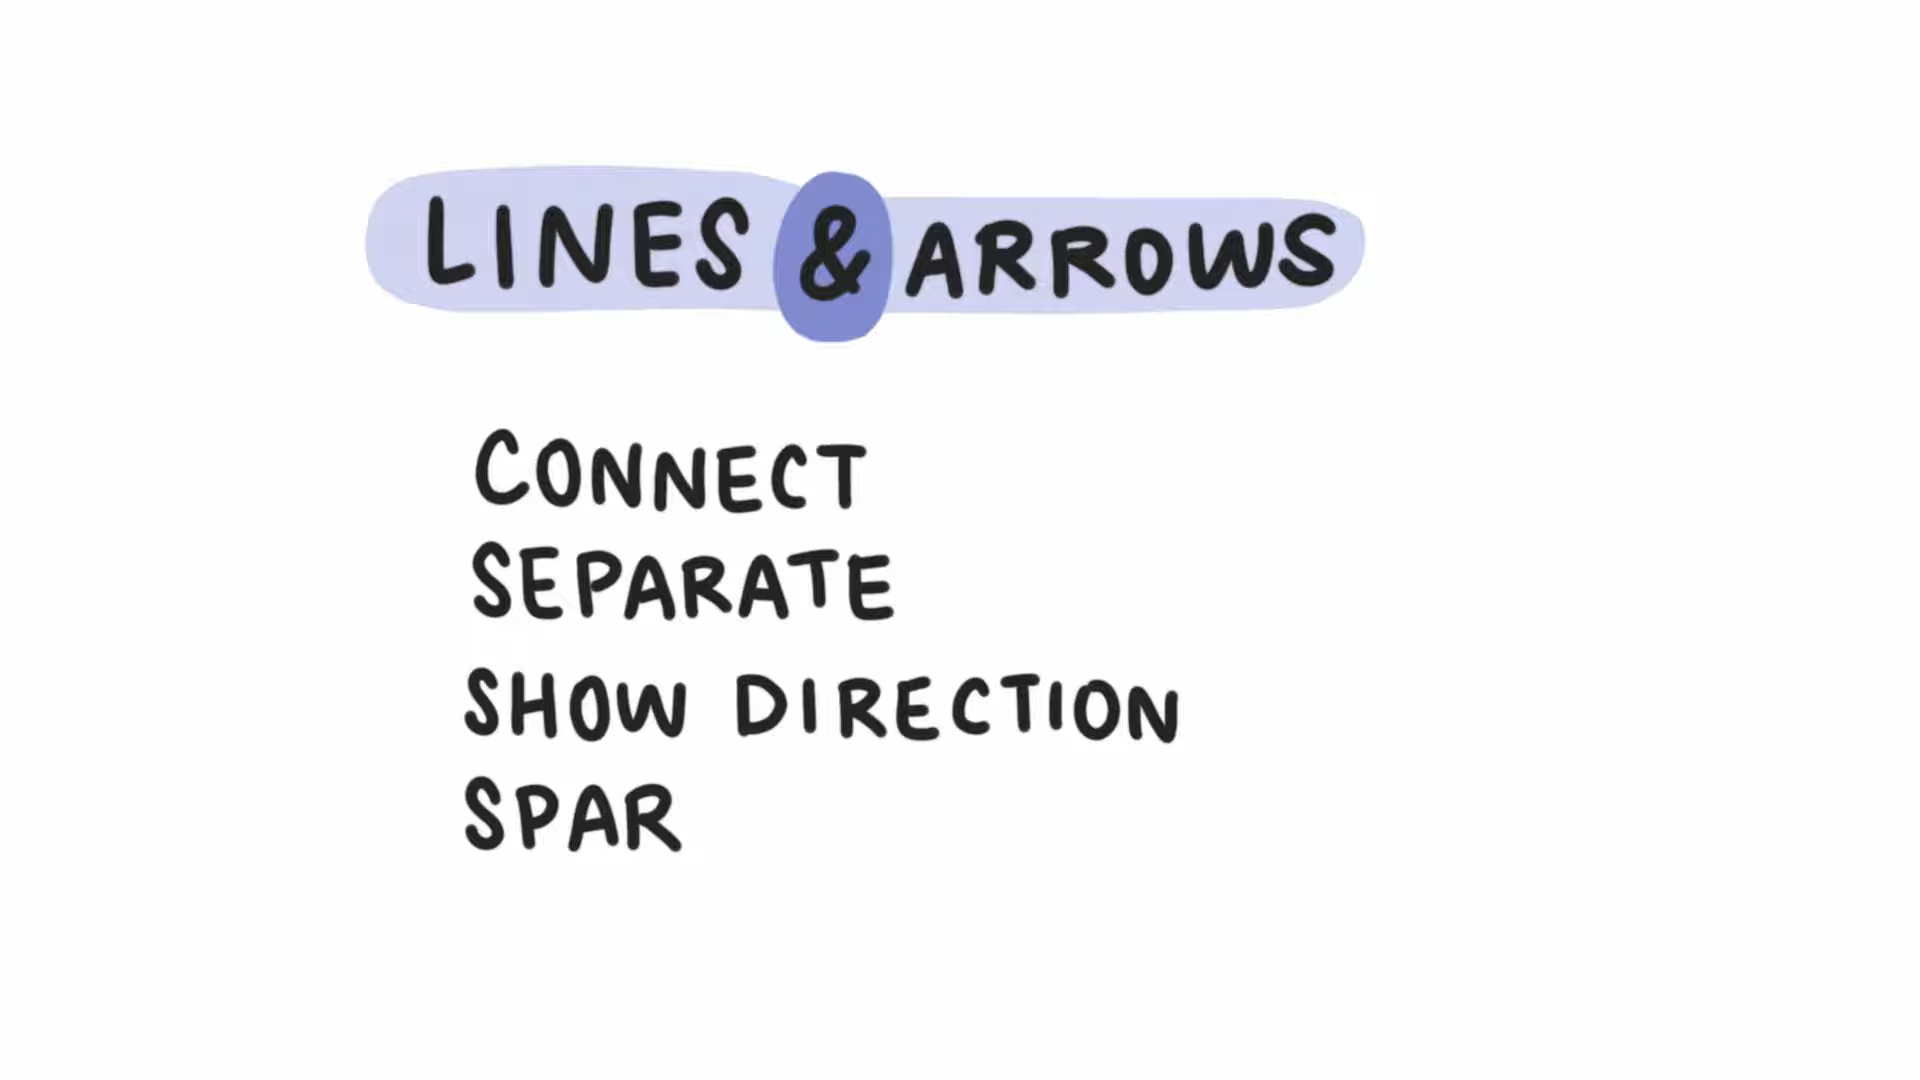 LINES & ARROWS
CONNECT
SEPARATE
SHOW DIRECTION
SPAR